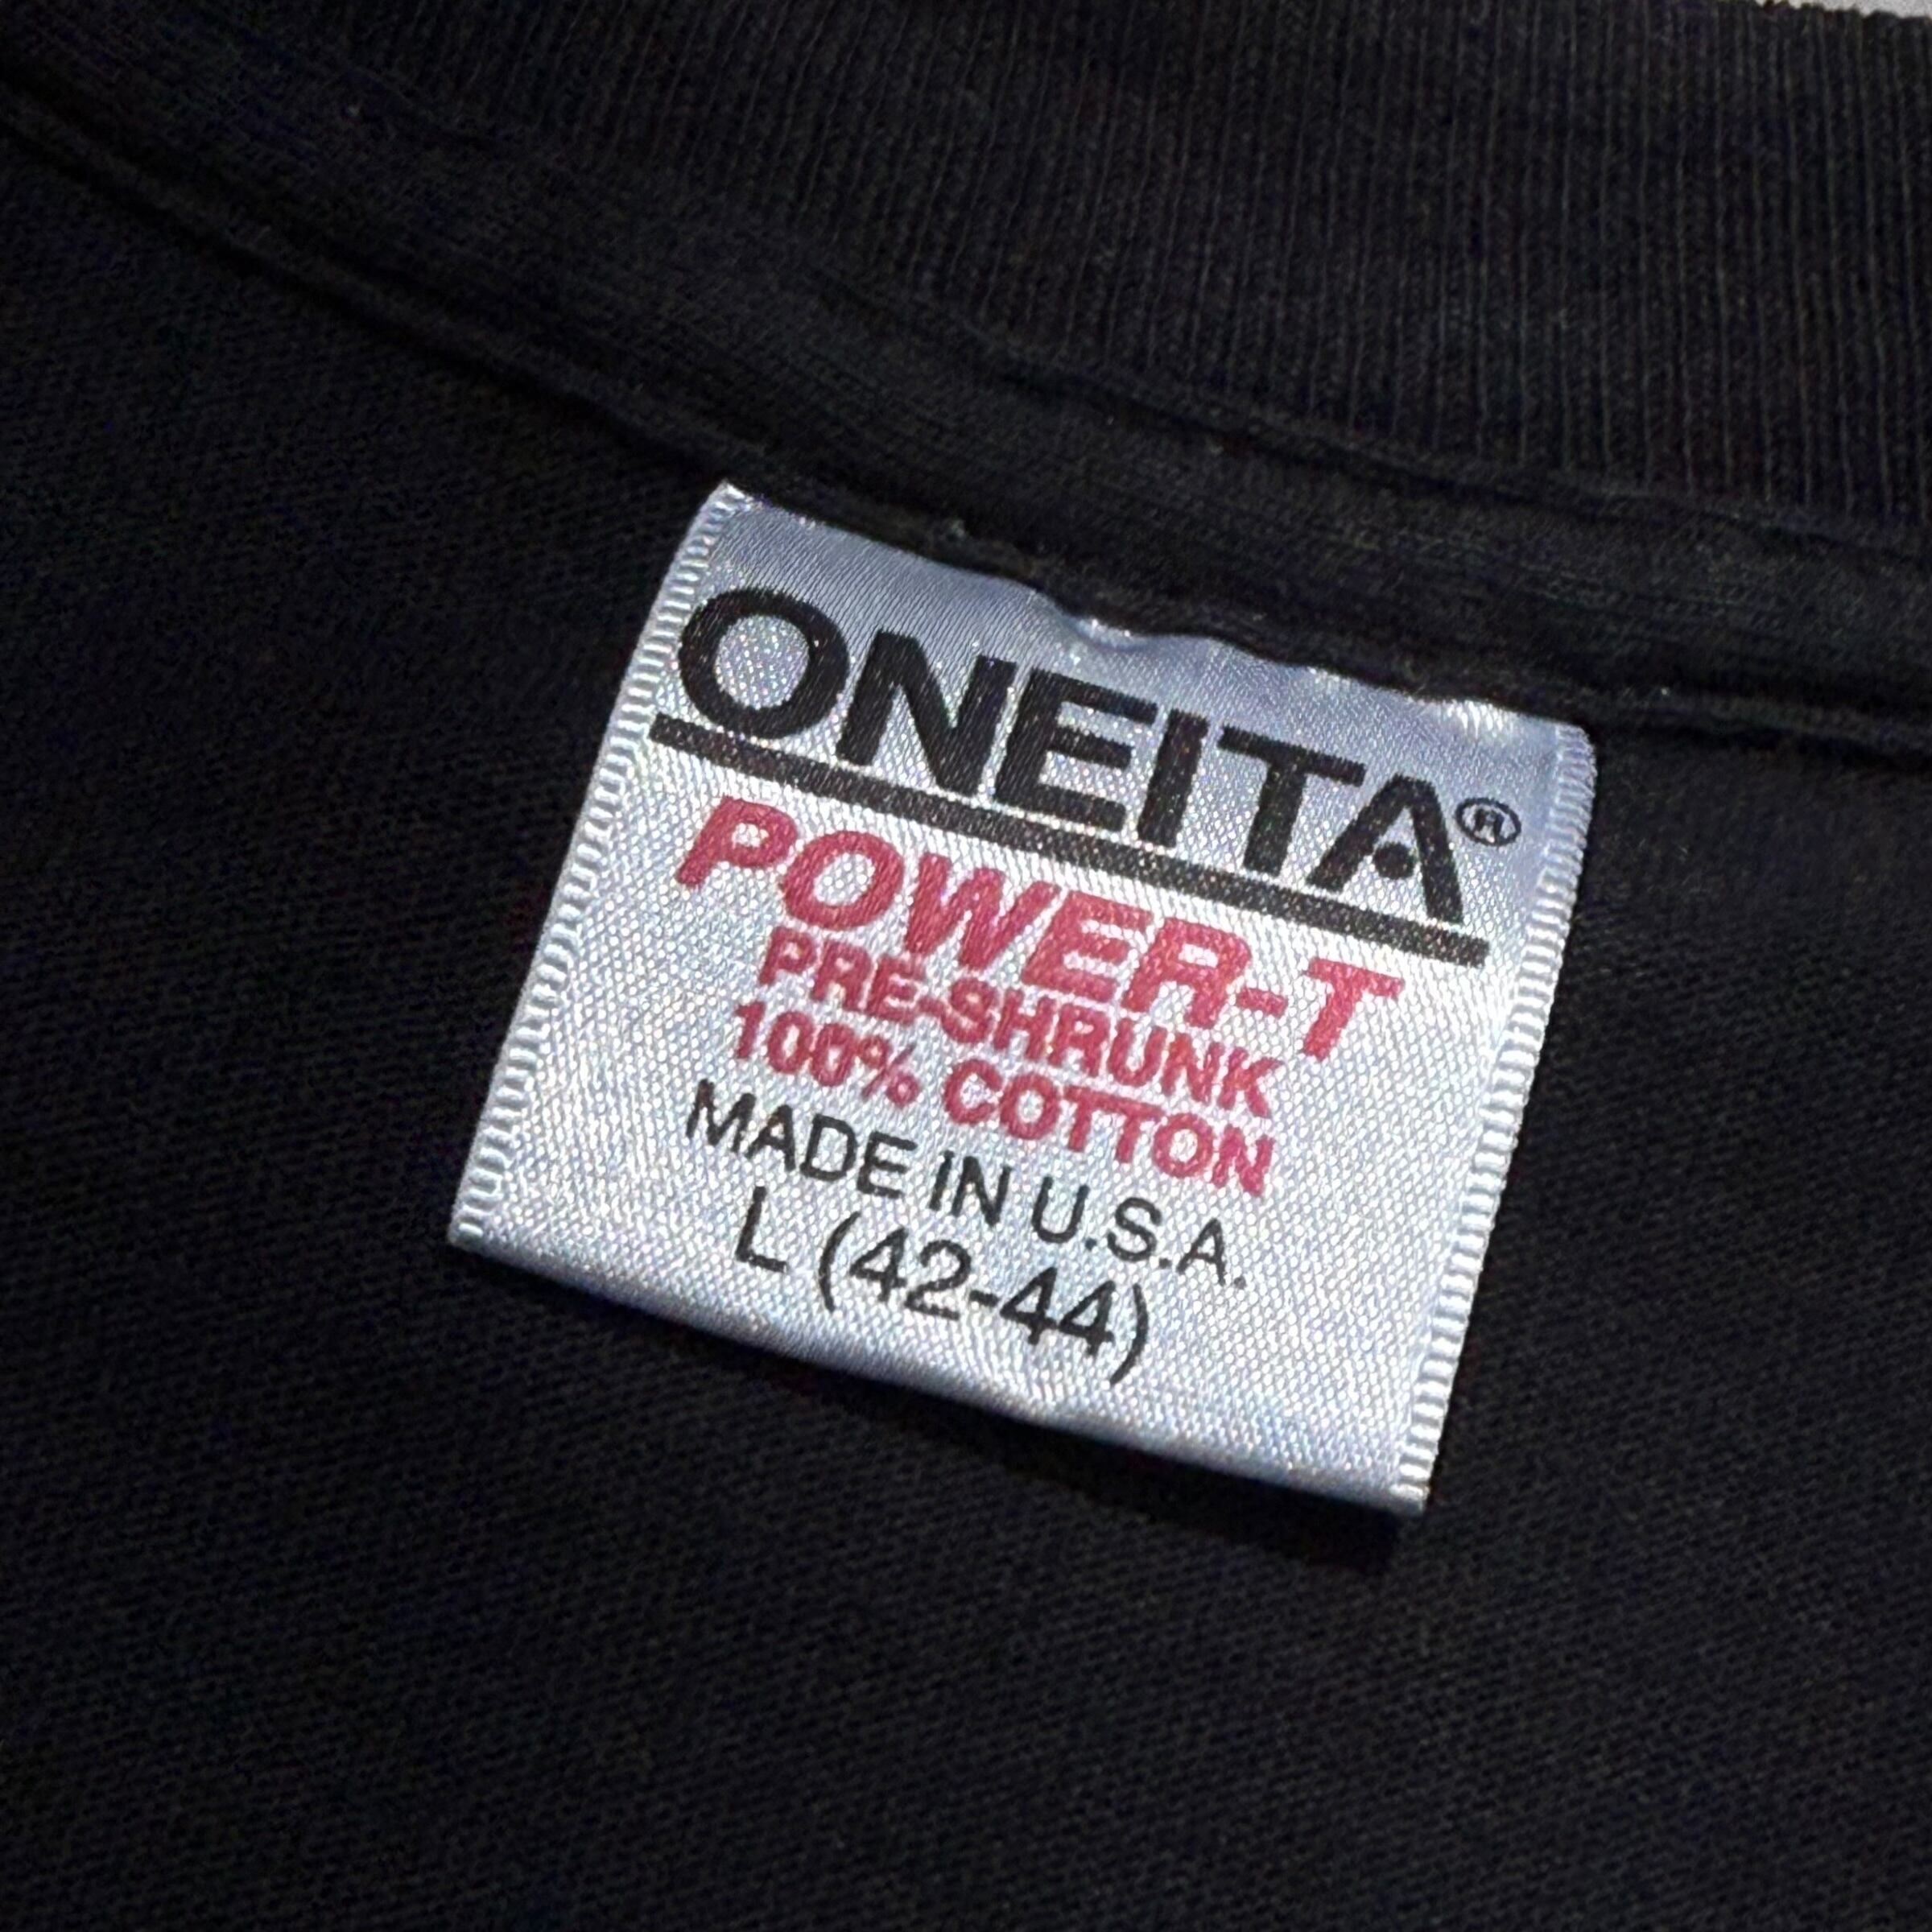 ONEITA®
POWER-T
PRE-SHRUNK
100% COTTON
MADE IN U.S.A.
L (42-44)